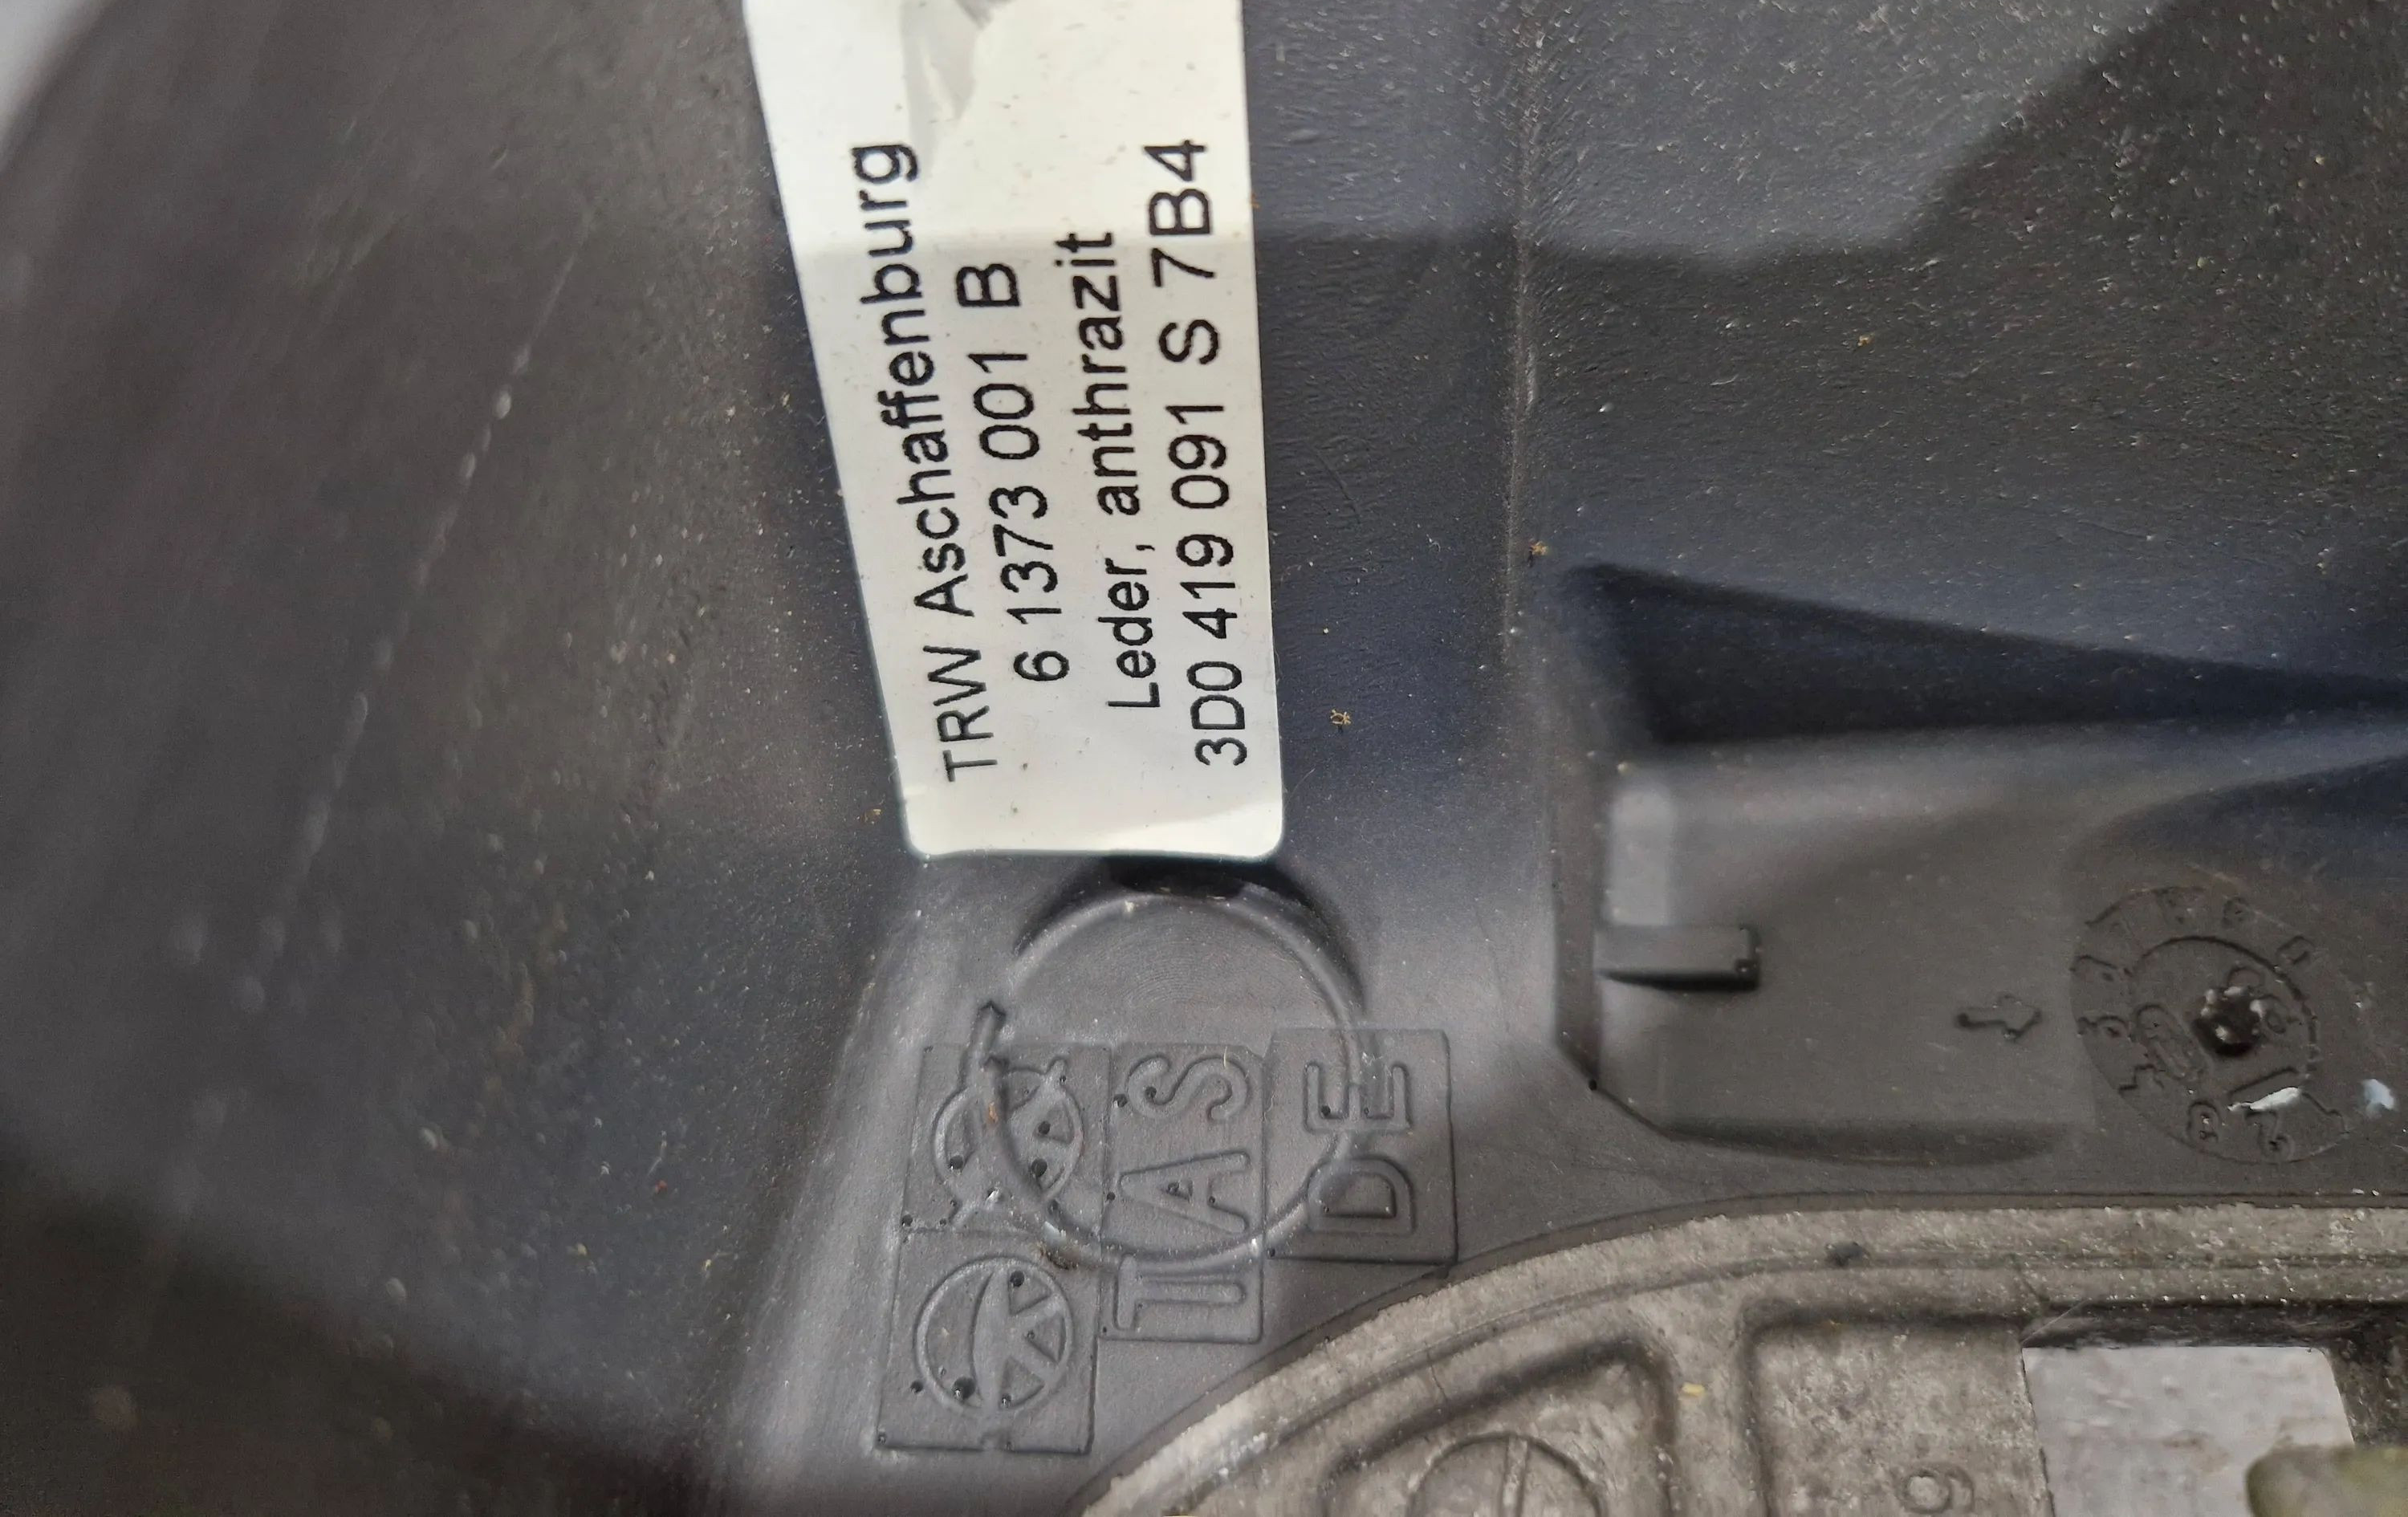 TRW Aschaffenburg
6 1373 001 B
Leder, anthrazit
3D0 419 091 S 7B4
TAS
DE